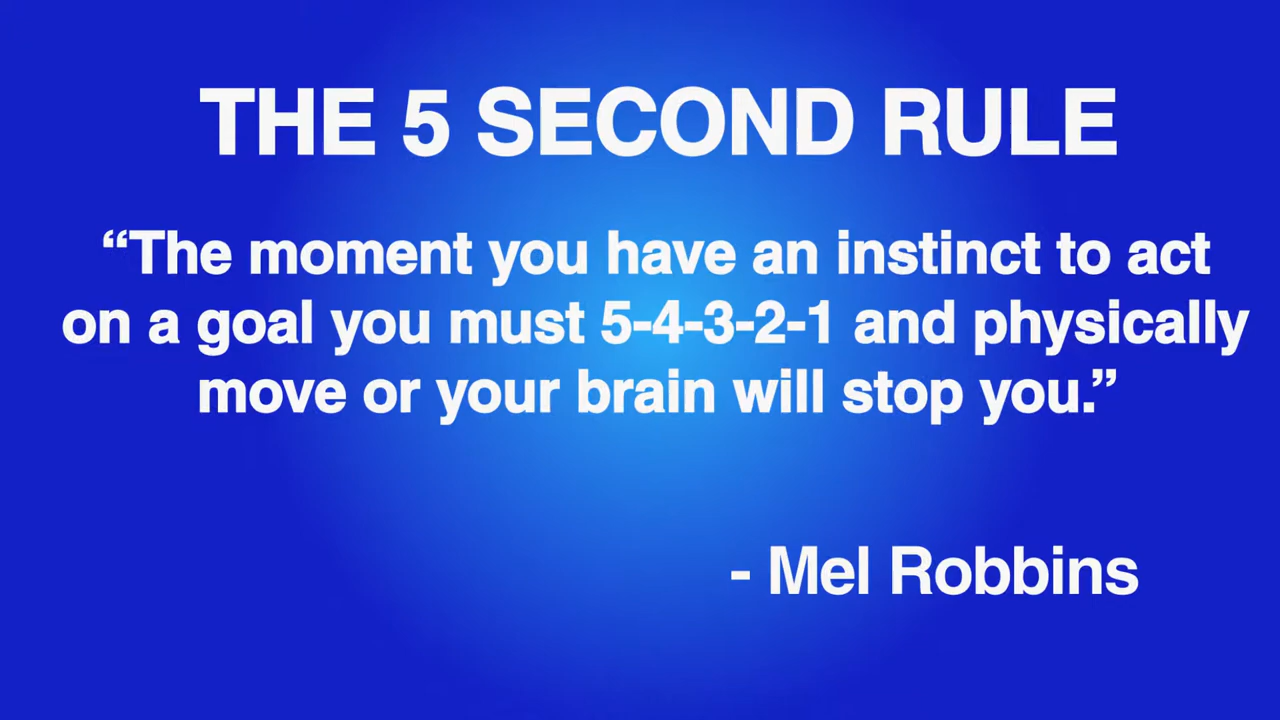 THE 5 SECOND RULE
“The moment you have an instinct to act
on a goal you must 5-4-3-2-1 and physically
move or your brain will stop you.”
- Mel Robbins